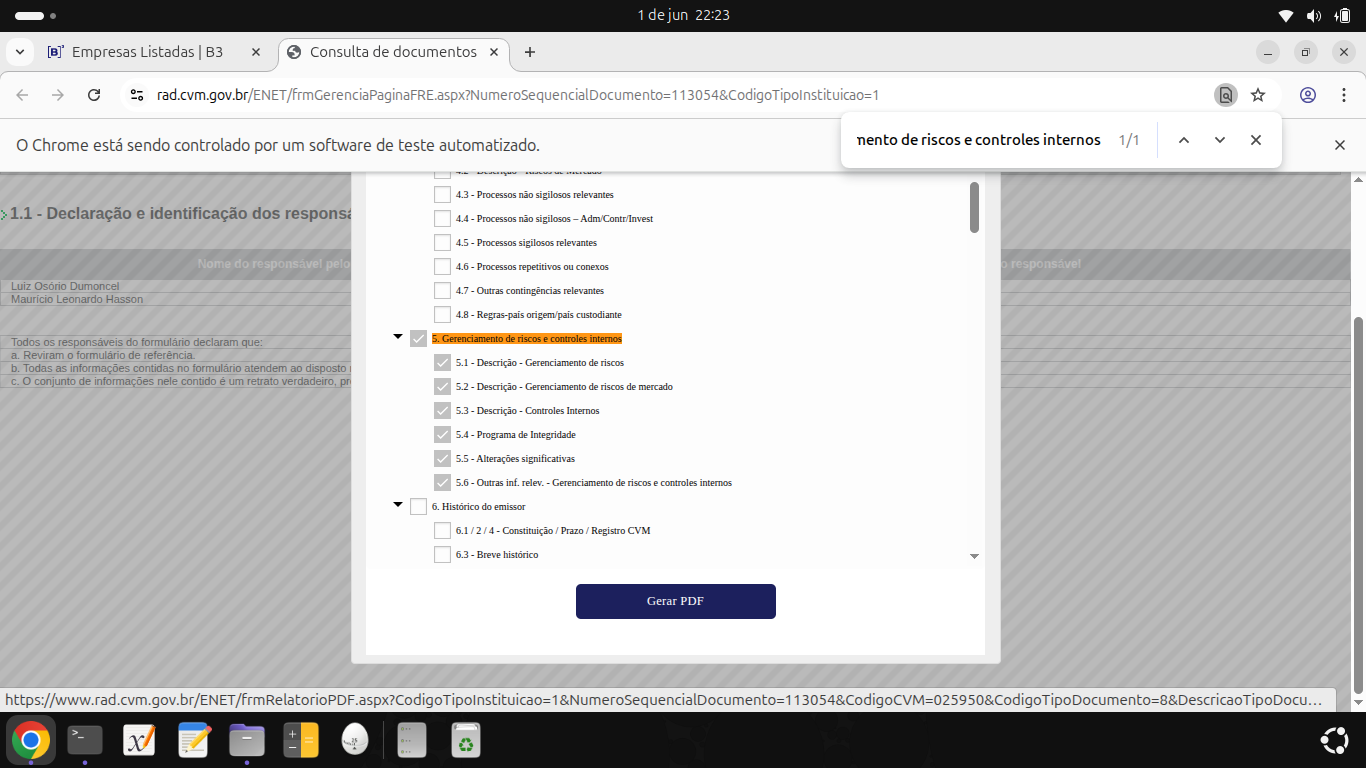 1 de jun 22:23
Empresas Listadas | B3
Consulta de documentos
rad.cvm.gov.br/ENET/frmGerenciaPaginaFRE.aspx?NumeroSequencialDocumento=113054&CodigoTipoInstituicao=1
O Chrome está sendo controlado por um software de teste automatizado.
mento de riscos e controles internos 1/1
4.2 - Descrição - Riscos de Mercado
4.3 - Processos não sigilosos relevantes
1.1 - Declaração e identificação dos responsá
4.4 - Processos não sigilosos – Adm/Contr/Invest
4.5 - Processos sigilosos relevantes
Nome do responsável pelo
o responsável
4.6 - Processos repetitivos ou conexos
Luiz Osório Dumoncel
4.7 - Outras contingências relevantes
Maurício Leonardo Hasson
4.8 - Regras-país origem/país custodiante
5. Gerenciamento de riscos e controles internos
Todos os responsáveis do formulário declaram que:
a. Reviram o formulário de referência.
b. Todas as informações contidas no formulário atendem ao disposto
c. O conjunto de informações nele contido é um retrato verdadeiro, pr
5.1 - Descrição - Gerenciamento de riscos
5.2 - Descrição - Gerenciamento de riscos de mercado
5.3 - Descrição - Controles Internos
5.4 - Programa de Integridade
5.5 - Alterações significativas
5.6 - Outras inf. relev. - Gerenciamento de riscos e controles internos
6. Histórico do emissor
6.1 / 2 / 4 - Constituição / Prazo / Registro CVM
6.3 - Breve histórico
Gerar PDF
https://www.rad.cvm.gov.br/ENET/frmRelatorioPDF.aspx?CodigoTipoInstituicao=1&NumeroSequencialDocumento=113054&CodigoCVM=025950&CodigoTipoDocumento=8&DescricaoTipoDocu…